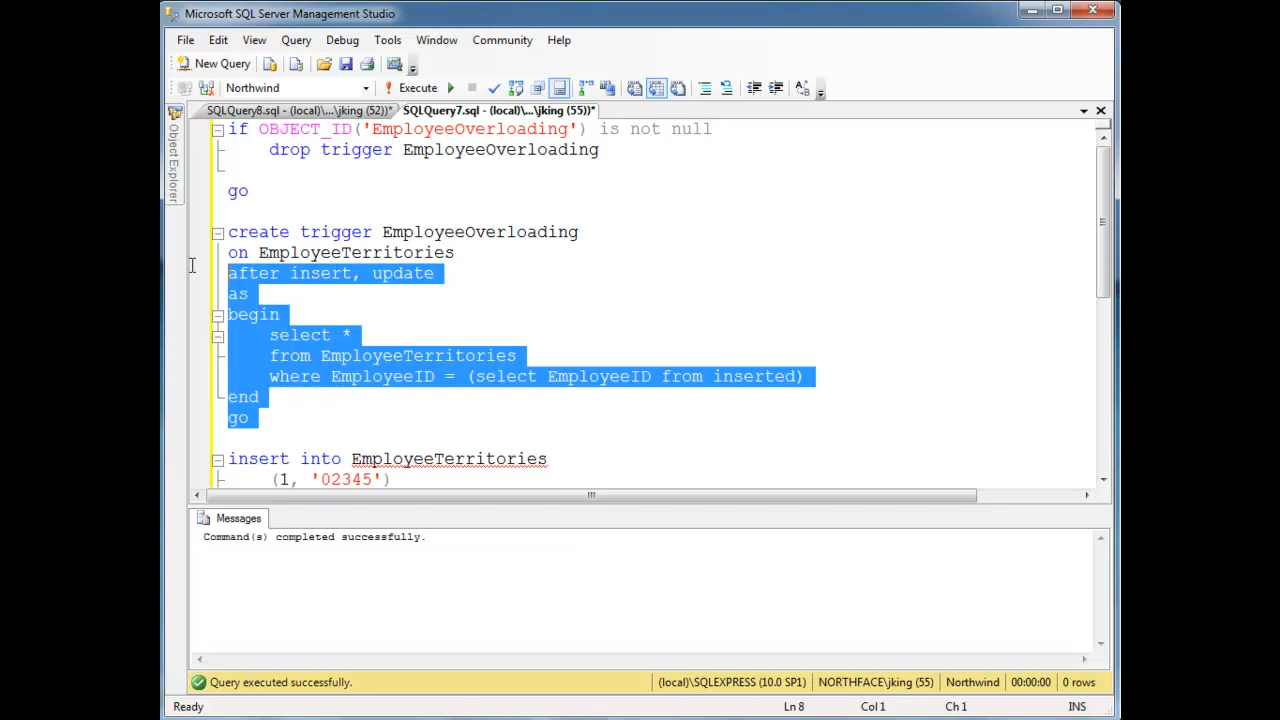 Microsoft SQL Server Management Studio
File Edit View Query Debug Tools Window Community Help
New Query
Northwind Execute
SQLQuery8.sql - (local)\...\jking (52))* SQLQuery7.sql - (local)\...\jking (55))*
Object Explorer
if OBJECT_ID('EmployeeOverloading') is not null
drop trigger EmployeeOverloading
go
create trigger EmployeeOverloading
on EmployeeTerritories
after insert, update
as
begin
select *
from EmployeeTerritories
where EmployeeID = (select EmployeeID from inserted)
end
go
insert into EmployeeTerritories
(1, '02345')
Messages
Command(s) completed successfully.
Query executed successfully. (local)\SQLEXPRESS (10.0 SP1) NORTHFACE\jking (55) Northwind 00:00:00 0 rows
Ready Ln 8 Col 1 Ch 1 INS